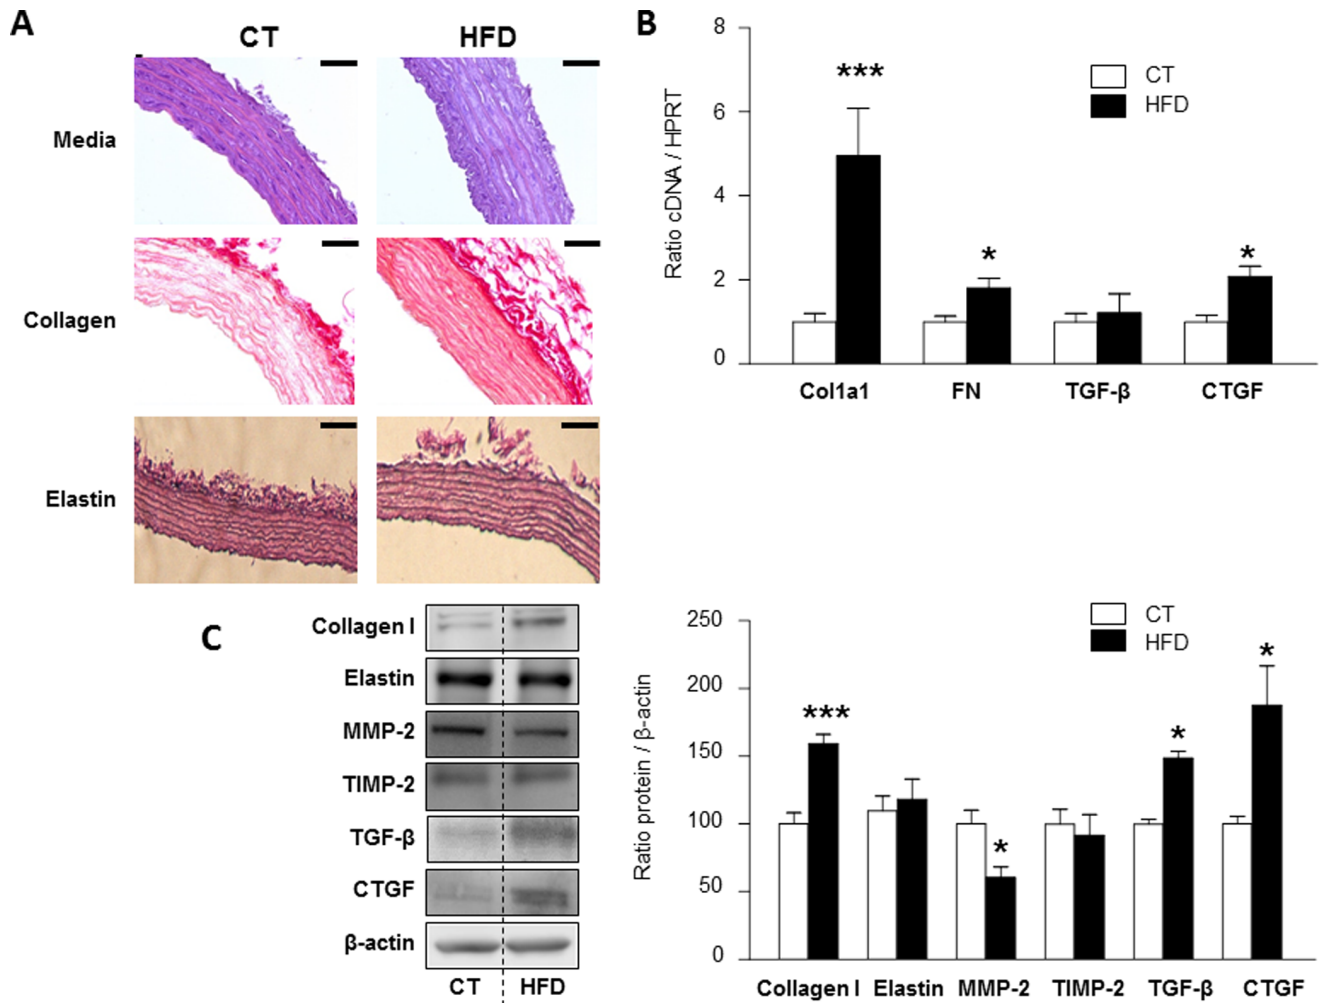 A
CT
HFD
Media
Collagen
Elastin
B
8
6
4
2
0
Ratio cDNA / HPRT
CT
HFD
***
*
*
Col1a1
FN
TGF-β
CTGF
C
Collagen I
Elastin
MMP-2
TIMP-2
TGF-β
CTGF
β-actin
CT
HFD
250
200
150
100
50
0
Ratio protein / β-actin
CT
HFD
***
*
*
*
Collagen I
Elastin
MMP-2
TIMP-2
TGF-β
CTGF